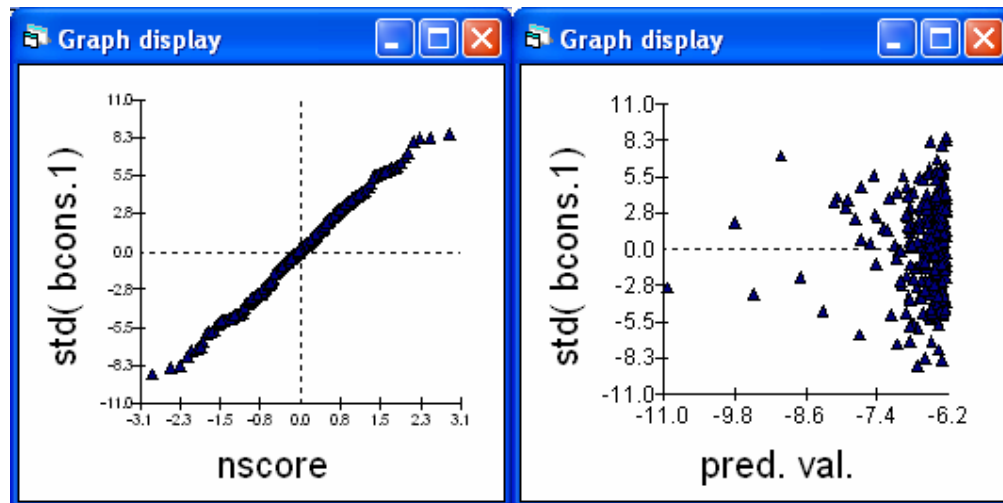 Graph display
std( bcons.1)
11.0
8.3
5.5
2.8
0.0
-2.8
-5.5
-8.3
-11.0
-3.1 -2.3 -1.5 -0.8 0.0 0.8 1.5 2.3 3.1
nscore
Graph display
std( bcons.1)
11.0
8.3
5.5
2.8
0.0
-2.8
-5.5
-8.3
-11.0
-11.0 -9.8 -8.6 -7.4 -6.2
pred. val.